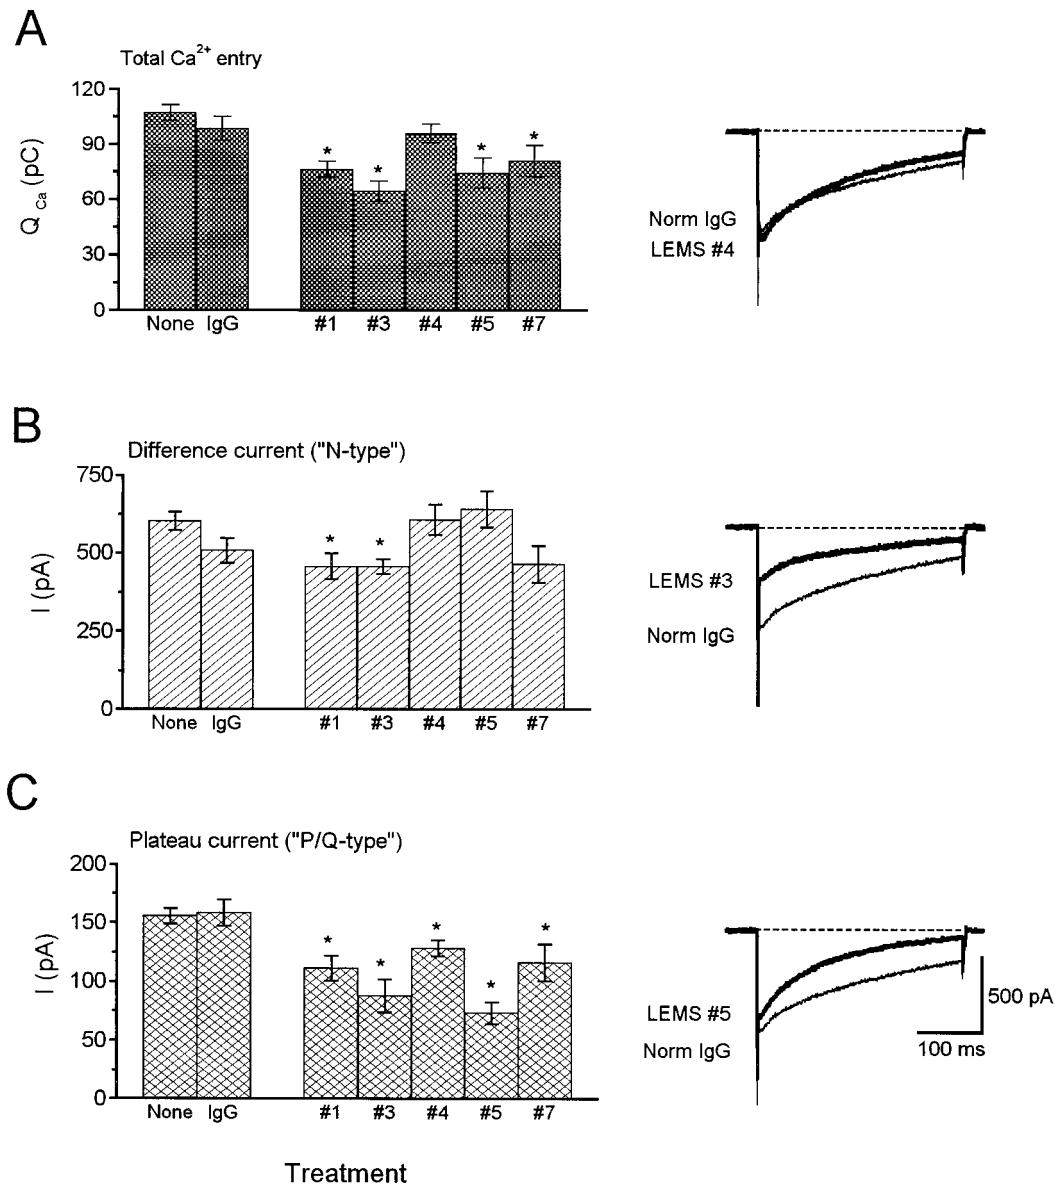 A
Total Ca2+ entry
120
90
60
30
0
Q Ca (pC)
* * * *
None IgG #1 #3 #4 #5 #7
Norm IgG
LEMS #4
B
Difference current ("N-type")
750
500
250
0
I (pA)
* *
None IgG #1 #3 #4 #5 #7
LEMS #3
Norm IgG
C
Plateau current ("P/Q-type")
200
150
100
50
0
I (pA)
* * * * *
None IgG #1 #3 #4 #5 #7
LEMS #5
Norm IgG
500 pA
100 ms
Treatment